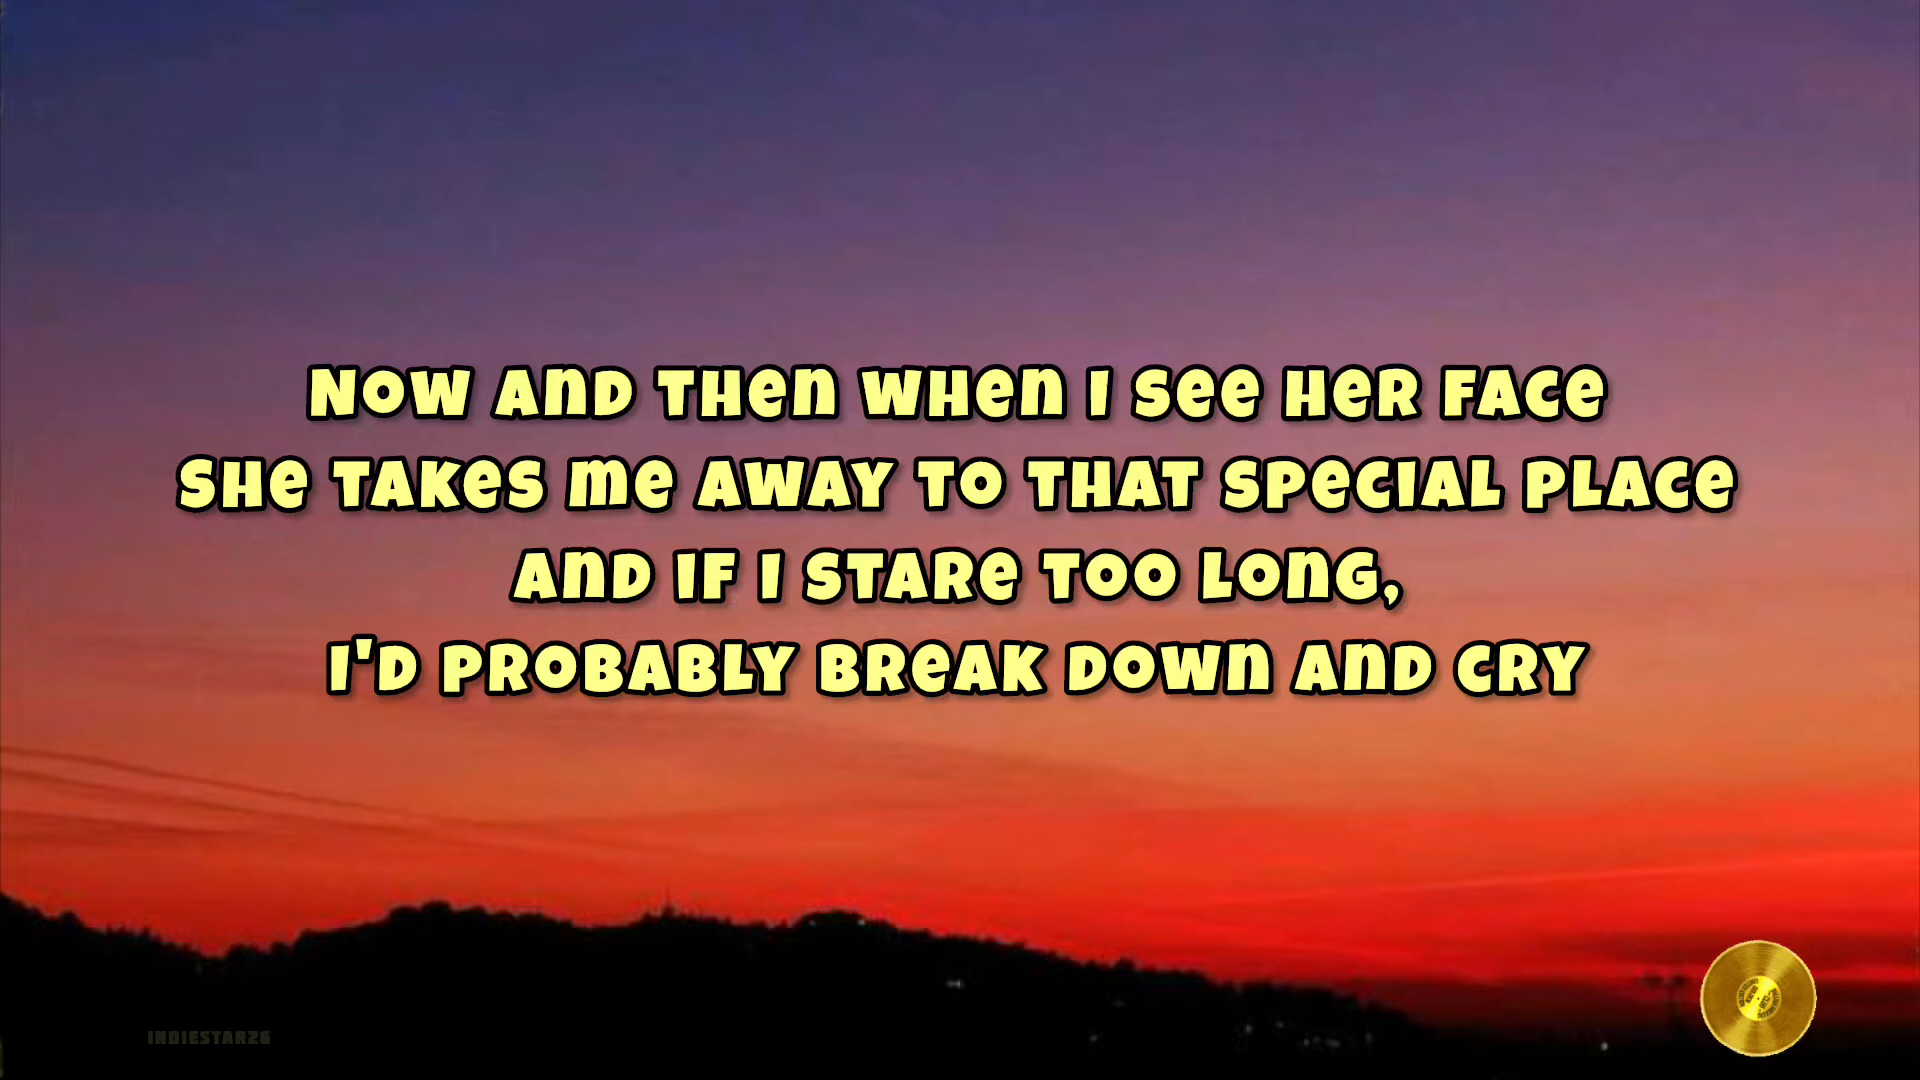 Now and then when I see her face
She takes me away to that special place
And if I stare too long,
I'd probably break down and cry
INDIESTAR26